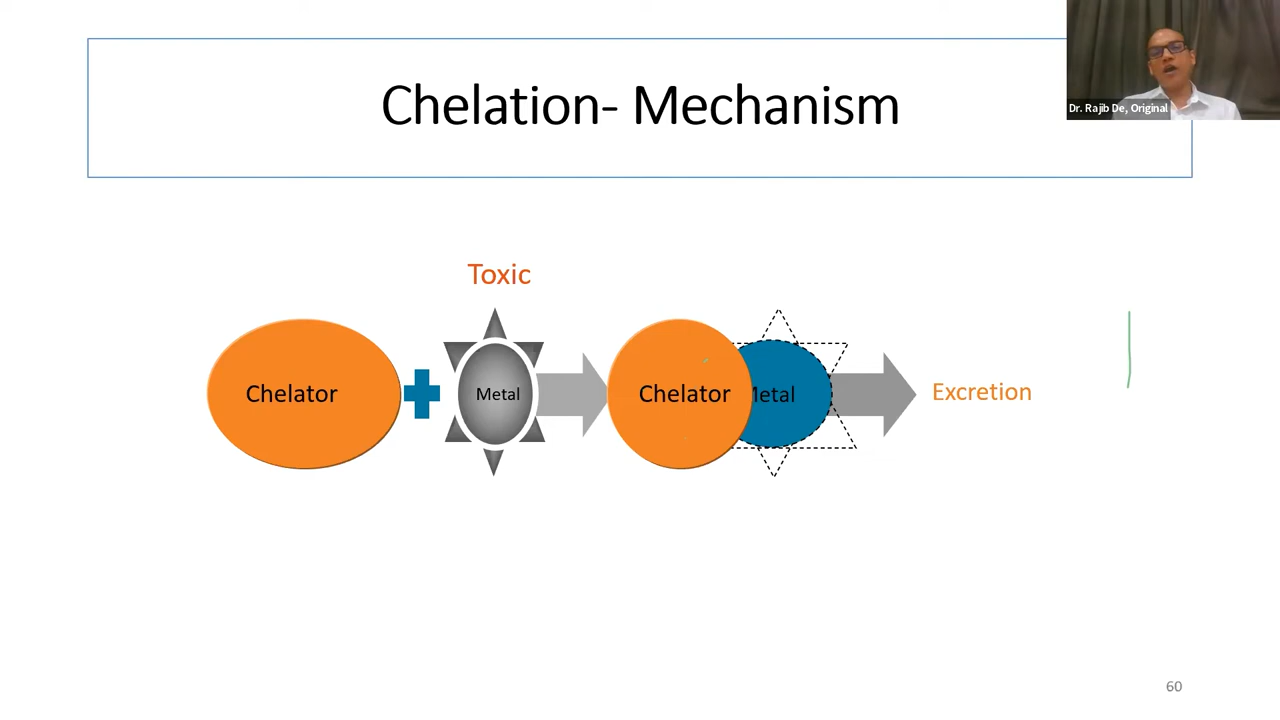 Chelation- Mechanism
Dr. Rajib De, Original
Toxic
Chelator
Metal
Chelator
Metal
Excretion
60